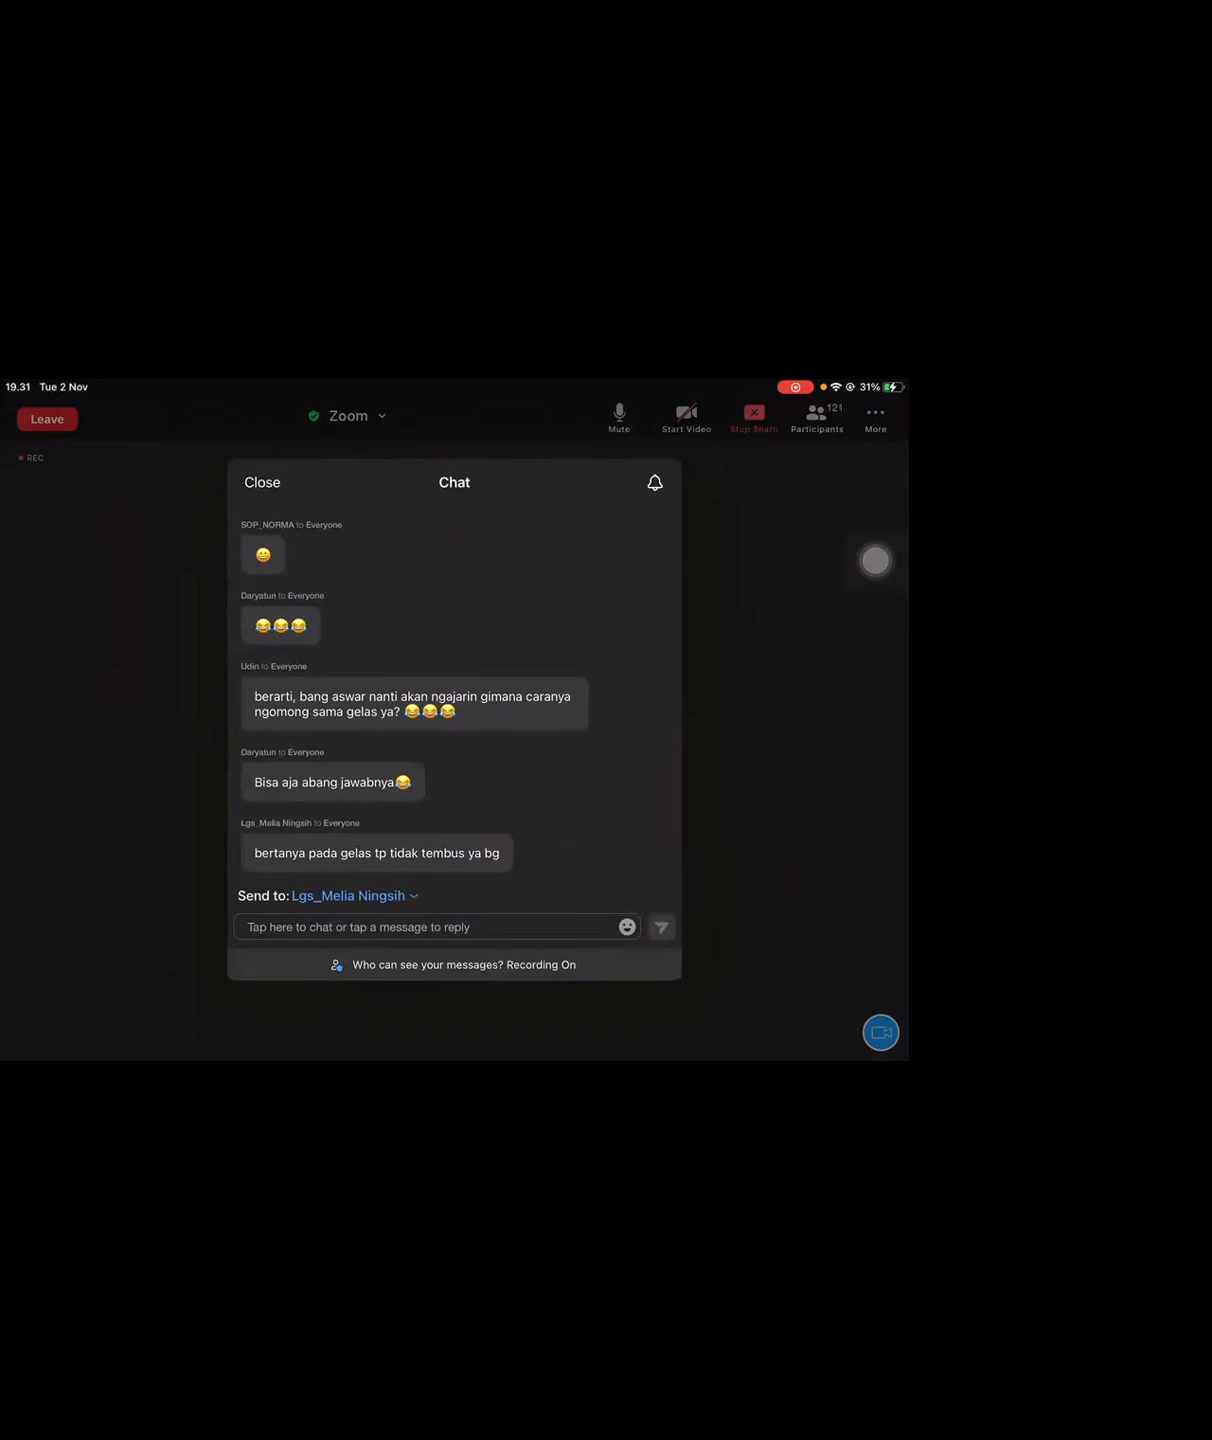 19.31 Tue 2 Nov 31%
Leave Zoom Mute Start Video Stop Share 121 Participants More
REC
Close Chat
SOP_NORMA to Everyone
😀
Daryatun to Everyone
😂😂😂
Udin to Everyone
berarti, bang aswar nanti akan ngajarin gimana caranya
ngomong sama gelas ya? 😂😂😂
Daryatun to Everyone
Bisa aja abang jawabnya😂
Lgs_Melia Ningsih to Everyone
bertanya pada gelas tp tidak tembus ya bg
Send to: Lgs_Melia Ningsih
Tap here to chat or tap a message to reply
Who can see your messages? Recording On